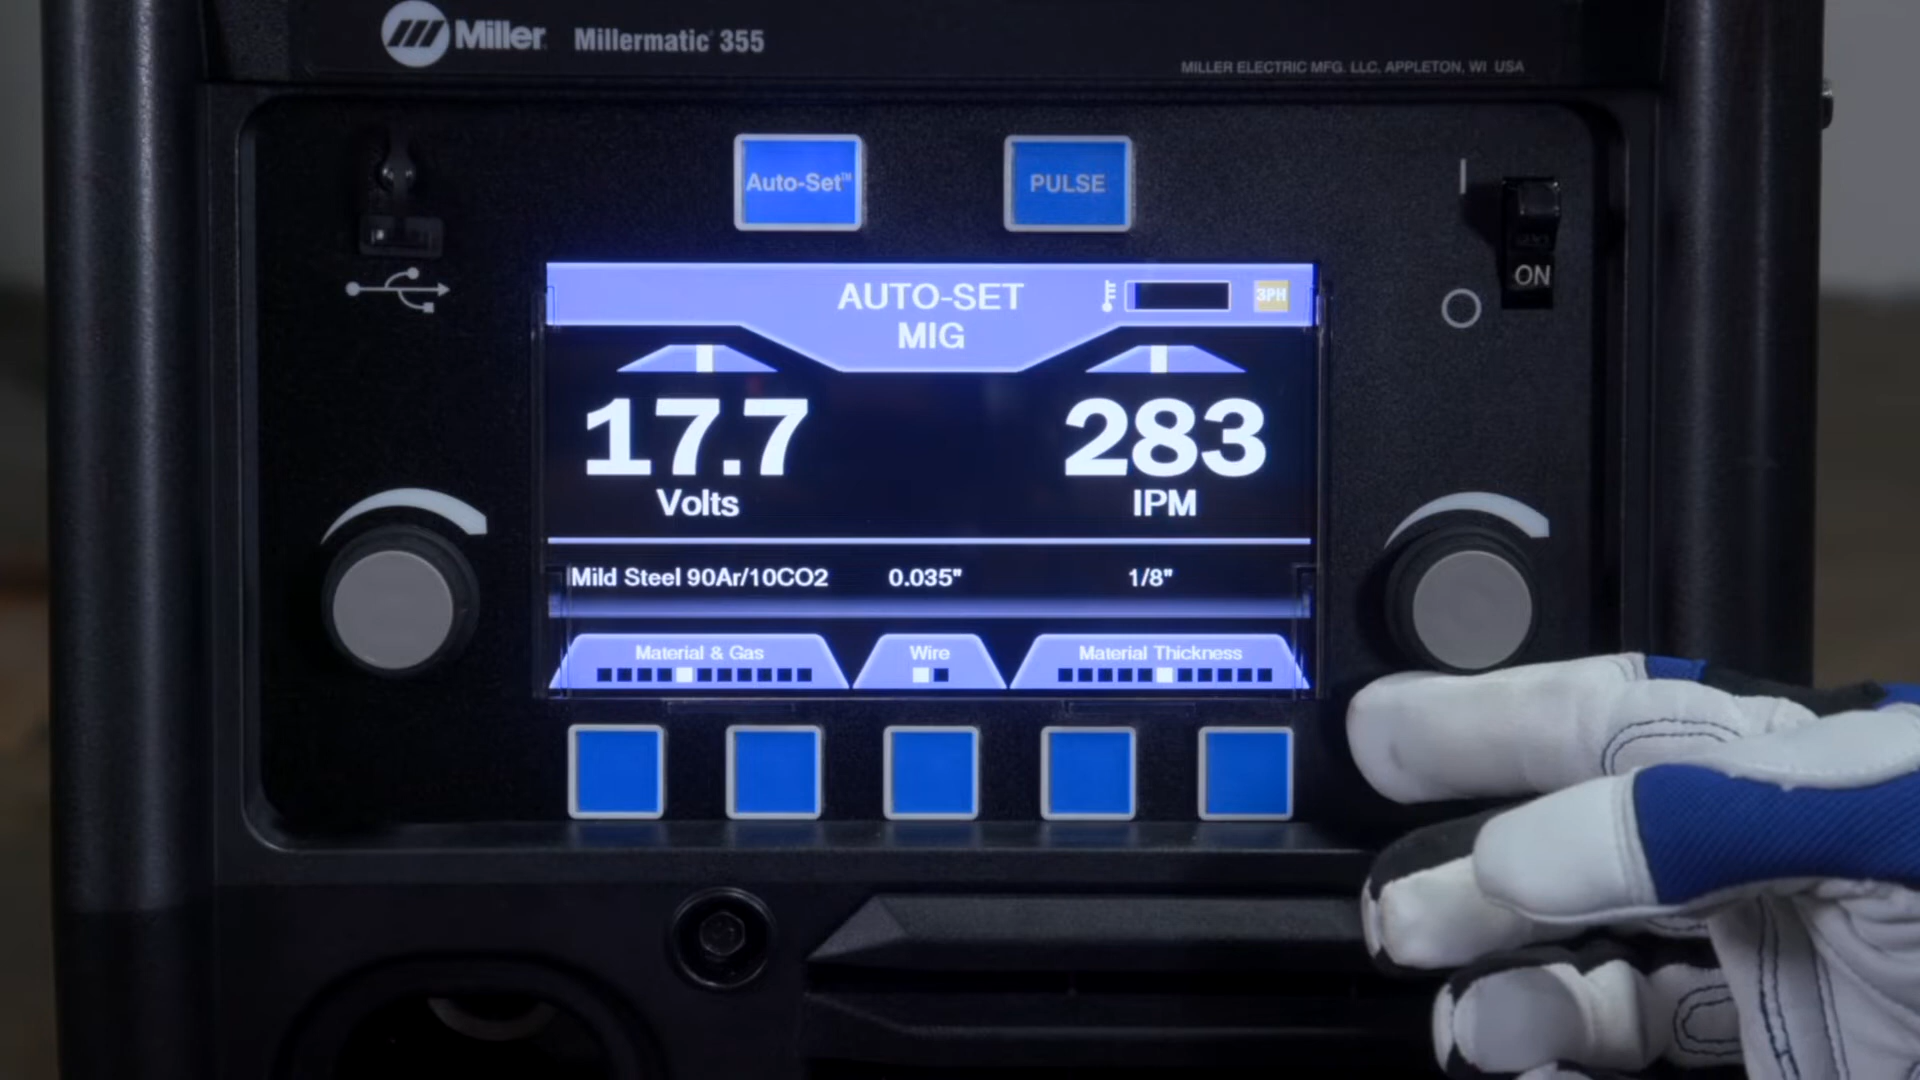 Miller Millermatic® 355
MILLER ELECTRIC MFG. LLC, APPLETON, WI USA
Auto-Set™
PULSE
ON
AUTO-SET
MIG
3PH
17.7
Volts
283
IPM
Mild Steel 90Ar/10CO2 0.035" 1/8"
Material & Gas
Wire
Material Thickness